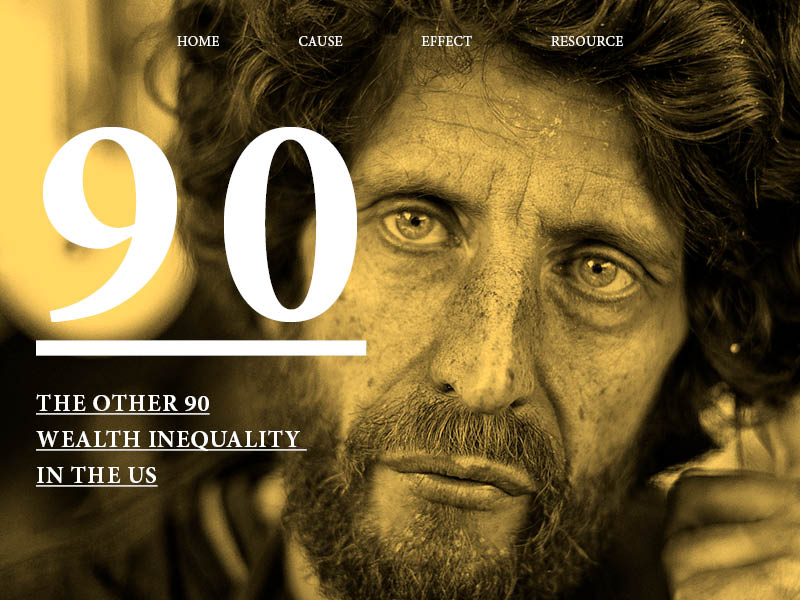 HOME CAUSE EFFECT RESOURCE
90
THE OTHER 90
WEALTH INEQUALITY
IN THE US